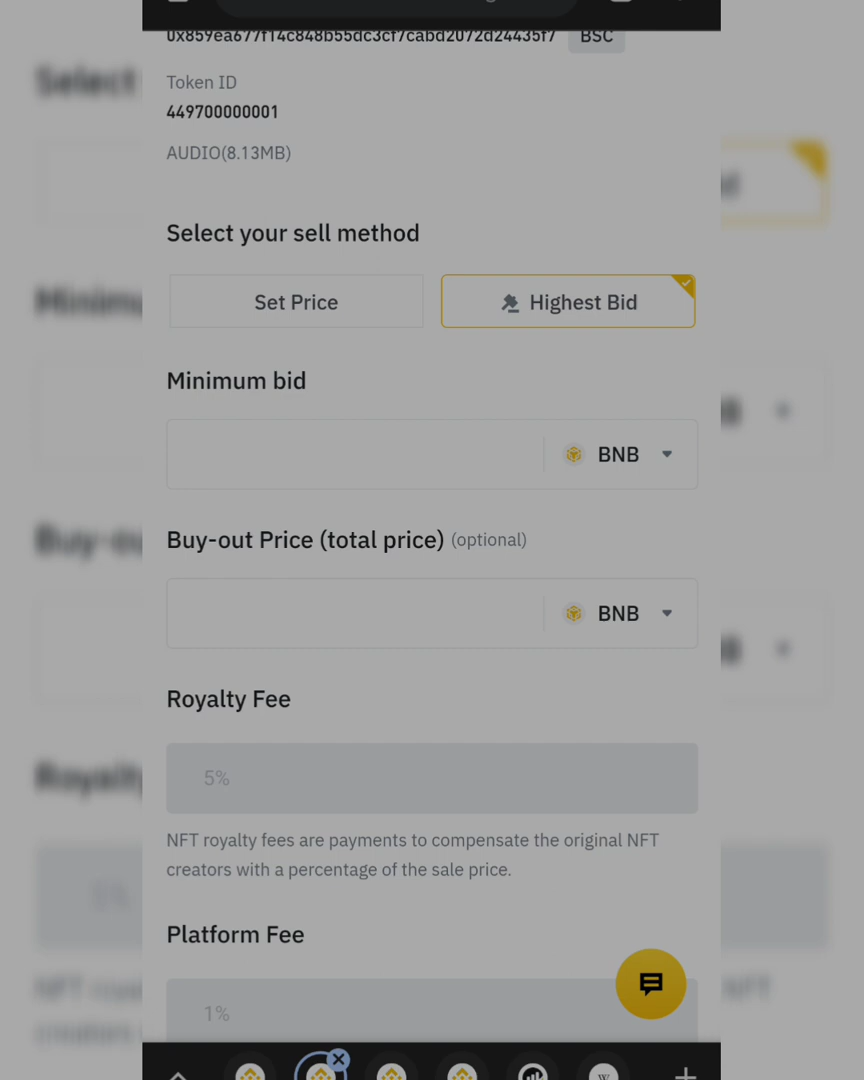 0x859ea677f14c848b55dc3cf7cabd2072d24435f7 BSC
Token ID
449700000001
AUDIO(8.13MB)
Select your sell method
Set Price Highest Bid
Minimum bid
BNB
Buy-out Price (total price) (optional)
BNB
Royalty Fee
5%
NFT royalty fees are payments to compensate the original NFT
creators with a percentage of the sale price.
Platform Fee
1%